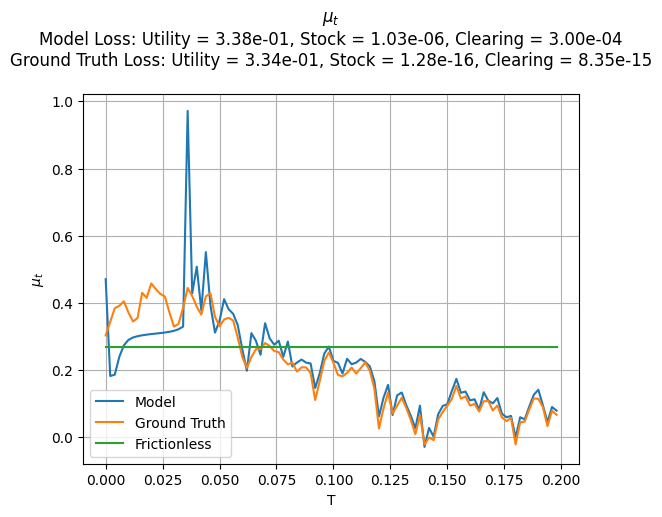 μ_t
Model Loss: Utility = 3.38e-01, Stock = 1.03e-06, Clearing = 3.00e-04
Ground Truth Loss: Utility = 3.34e-01, Stock = 1.28e-16, Clearing = 8.35e-15
1.0
0.8
0.6
0.4
0.2
0.0
μ_t
Model
Ground Truth
Frictionless
0.000 0.025 0.050 0.075 0.100 0.125 0.150 0.175 0.200
T